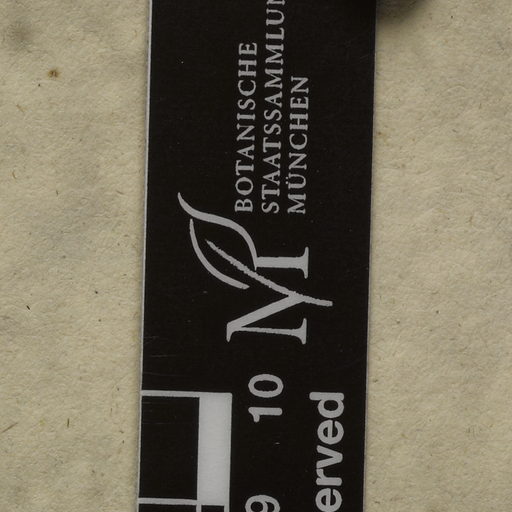 BOTANISCHE
STAATSSAMMLUN
MÜNCHEN
M
9 10
erved